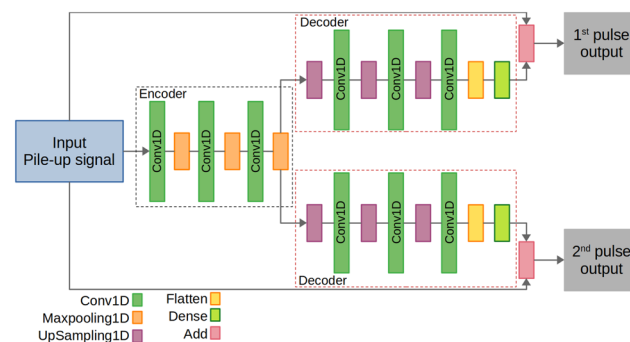 Decoder
1st pulse
output
Conv1D
Conv1D
Conv1D
Encoder
Input
Pile-up signal
Conv1D
Conv1D
Conv1D
Conv1D
Conv1D
Conv1D
2nd pulse
output
Decoder
Conv1D
Maxpooling1D
UpSampling1D
Flatten
Dense
Add